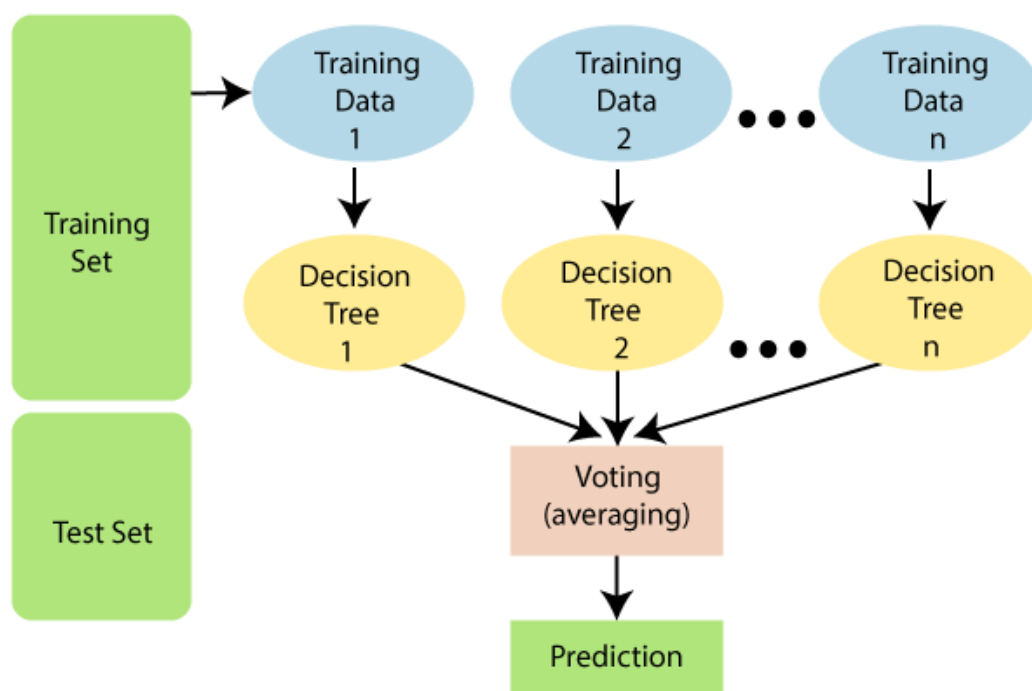 Training
Set
Test Set
Training
Data
1
Training
Data
2
Training
Data
n
Decision
Tree
1
Decision
Tree
2
Decision
Tree
n
Voting
(averaging)
Prediction